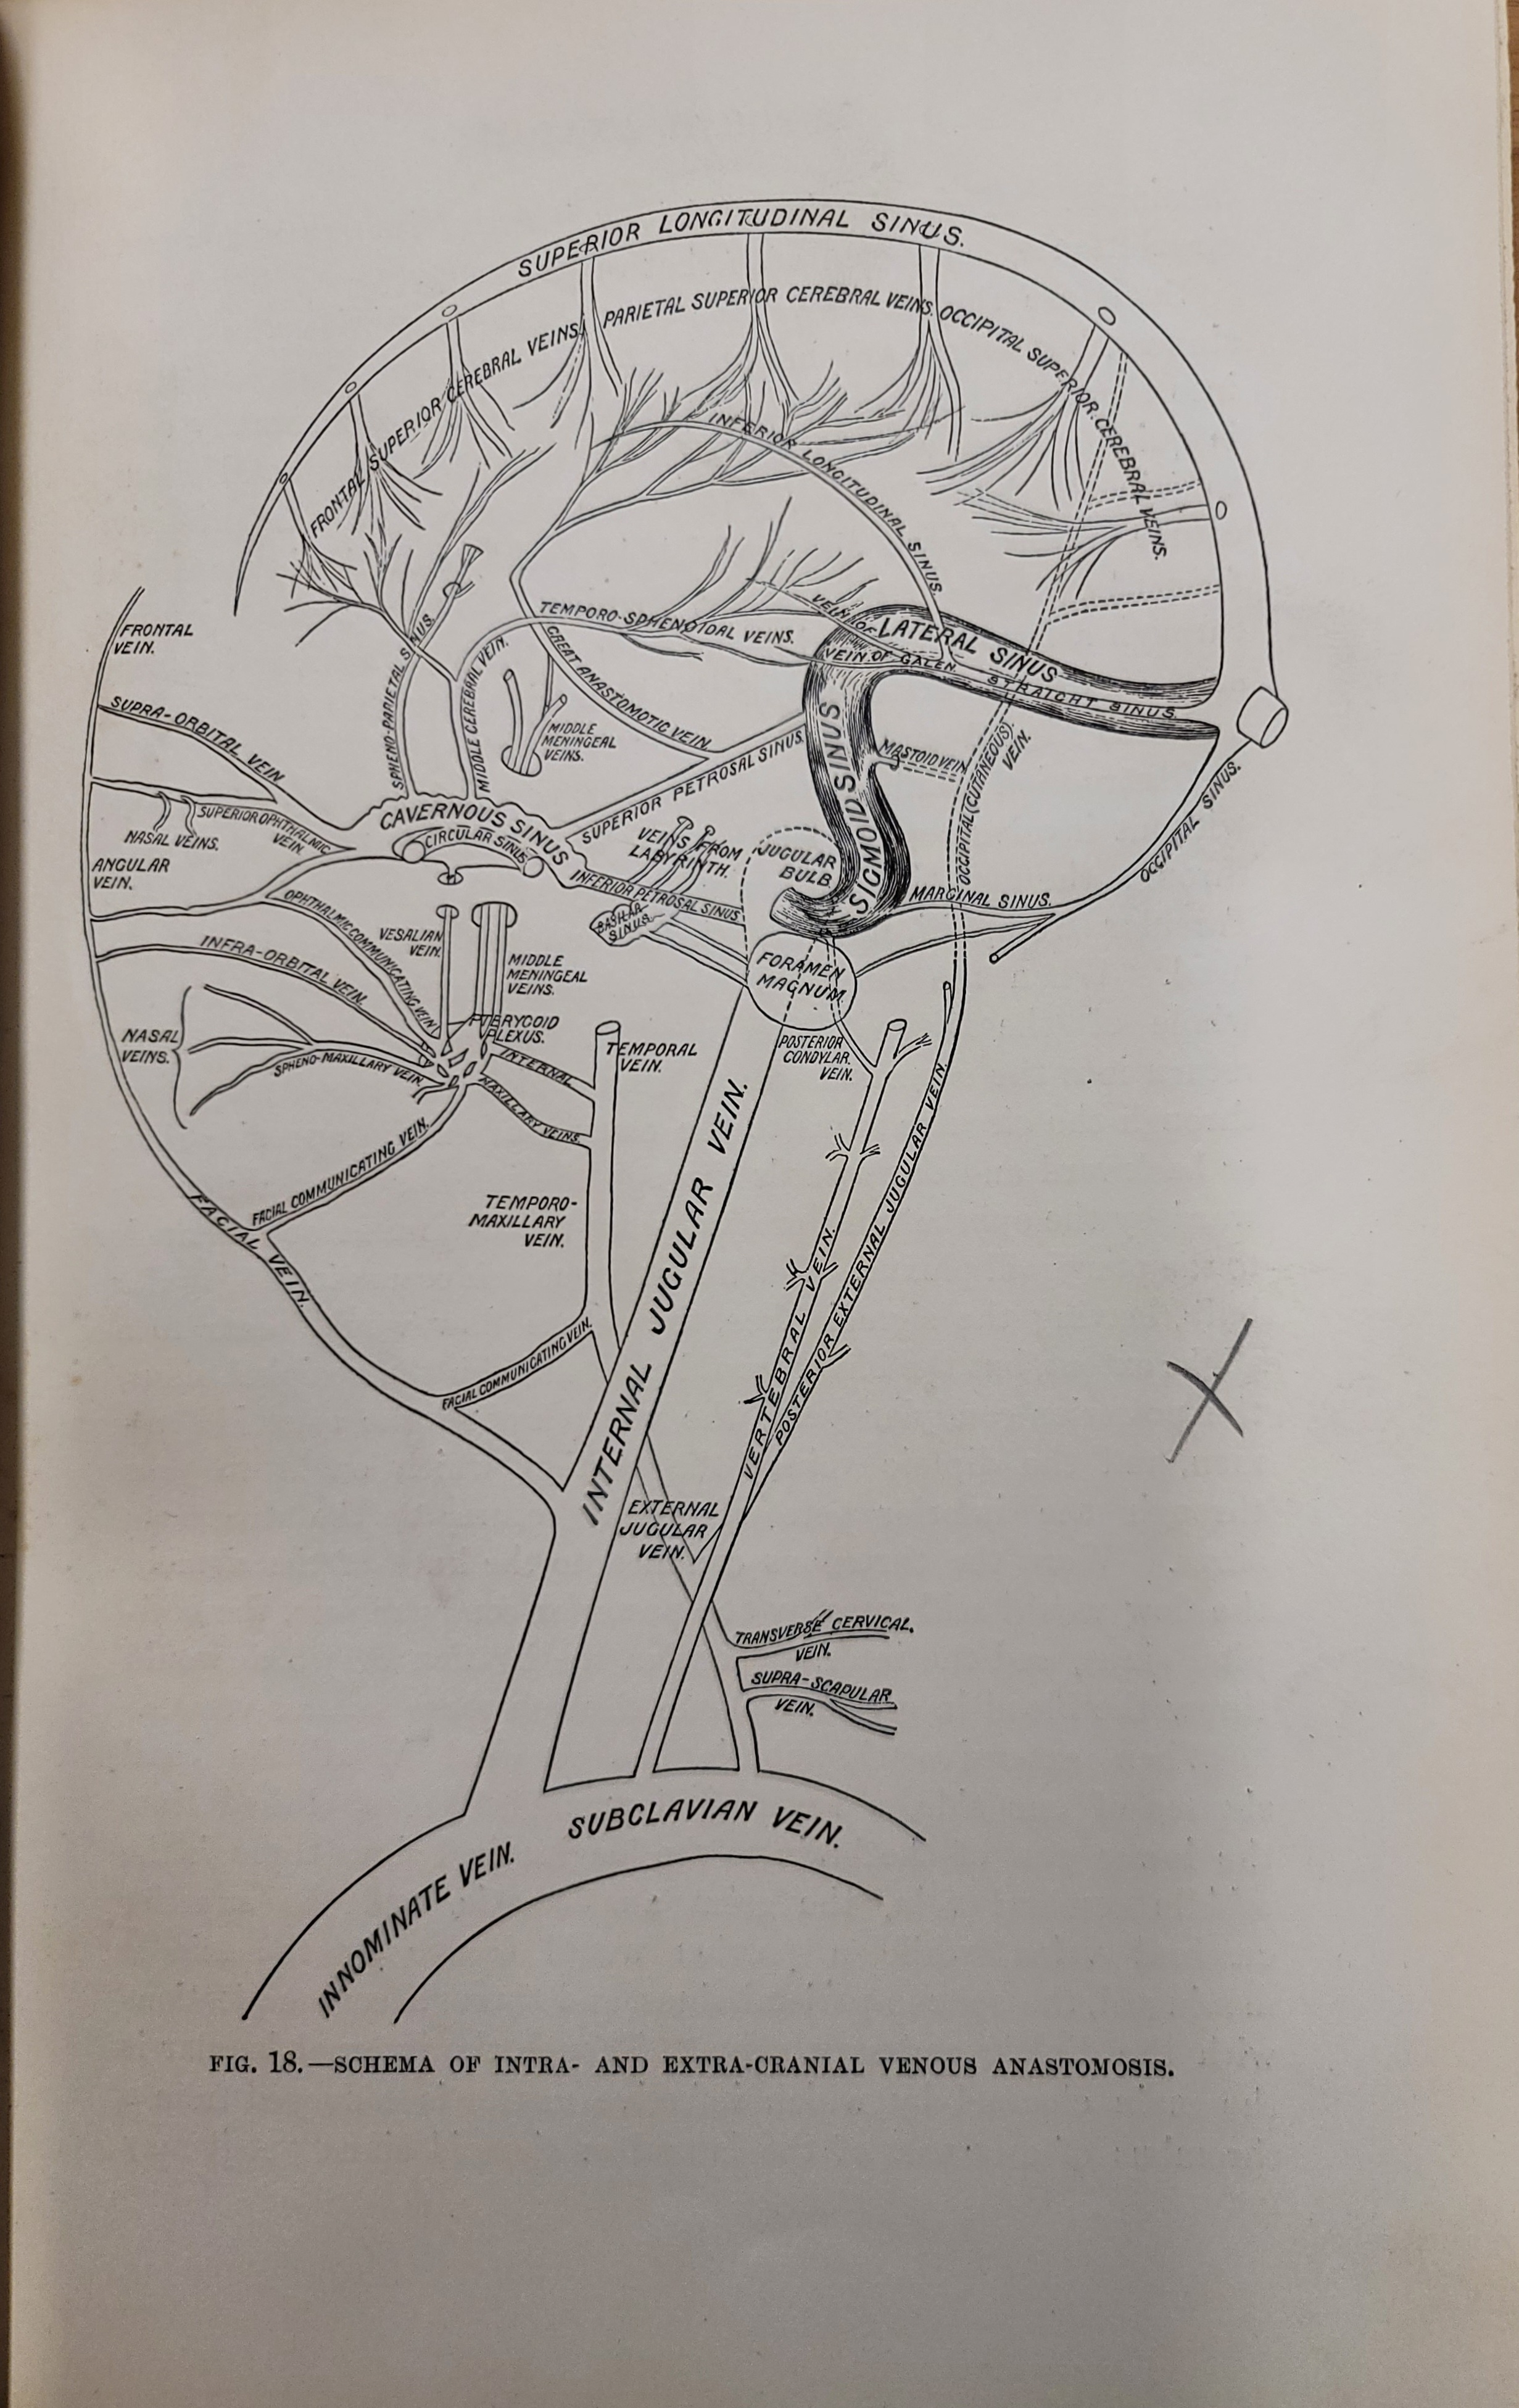 SUPERIOR LONGITUDINAL SINUS.
FRONTAL SUPERIOR CEREBRAL VEINS
PARIETAL SUPERIOR CEREBRAL VEINS.
OCCIPITAL SUPERIOR CEREBRAL VEINS.
INFERIOR LONGITUDINAL SINUS.
FRONTAL
VEIN.
SUPRA-ORBITAL VEIN
SPHENO-PARIETAL SINUS.
MIDDLE CEREBRAL VEIN.
TEMPORO-SPHENOIDAL VEINS.
GREAT ANASTOMOTIC VEIN
MIDDLE
MENINGEAL
VEINS.
VEIN OF
VEIN OF GALEN.
LATERAL SINUS
STRAIGHT SINUS
SIGMOID SINUS
MASTOID VEIN
OCCIPITAL (CUTANEOUS)
VEIN.
OCCIPITAL SINUS.
MARGINAL SINUS.
SUPERIOR OPHTHALMIC
VEIN.
NASAL VEINS.
ANGULAR
VEIN.
CAVERNOUS SINUS
CIRCULAR SINUS
SUPERIOR PETROSAL SINUS.
VEINS FROM
LABYRINTH.
INFERIOR PETROSAL SINUS
BASILAR
SINUS
JUGULAR
BULB
FORAMEN
MAGNUM.
OPHTHALMIC COMMUNICATING VEIN
INFRA-ORBITAL VEIN.
VESALIAN
VEIN.
MIDDLE
MENINGEAL
VEINS.
PTERYGOID
PLEXUS.
NASAL
VEINS.
SPHENO-MAXILLARY VEIN
INTERNAL
MAXILLARY VEINS.
TEMPORAL
VEIN.
POSTERIOR
CONDYLAR.
VEIN.
FACIAL COMMUNICATING VEIN.
FACIAL VEIN.
TEMPORO-
MAXILLARY
VEIN.
FACIAL COMMUNICATING VEIN.
INTERNAL JUGULAR VEIN.
VERTEBRAL VEIN.
POSTERIOR EXTERNAL JUGULAR VEIN.
EXTERNAL
JUGULAR
VEIN.
TRANSVERSE CERVICAL.
VEIN.
SUPRA-SCAPULAR
VEIN.
SUBCLAVIAN VEIN.
INNOMINATE VEIN.
FIG. 18.—SCHEMA OF INTRA- AND EXTRA-CRANIAL VENOUS ANASTOMOSIS.